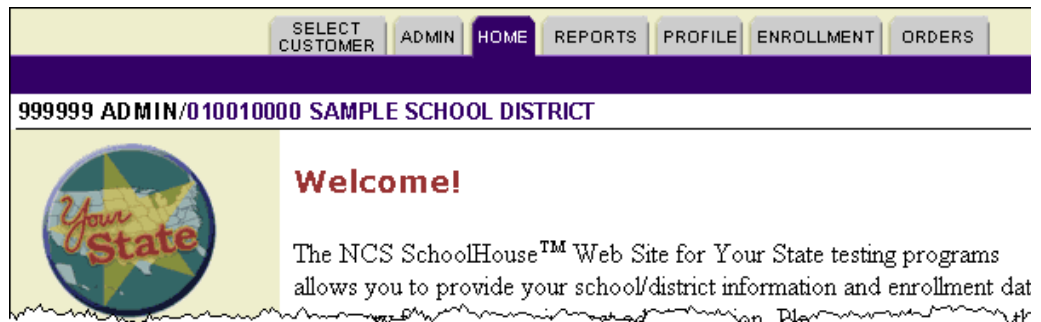 SELECT
CUSTOMER
ADMIN
HOME
REPORTS
PROFILE
ENROLLMENT
ORDERS
999999 ADMIN/010010000 SAMPLE SCHOOL DISTRICT
Your
State
Welcome!
The NCS SchoolHouse™ Web Site for Your State testing programs
allows you to provide your school/district information and enrollment dat